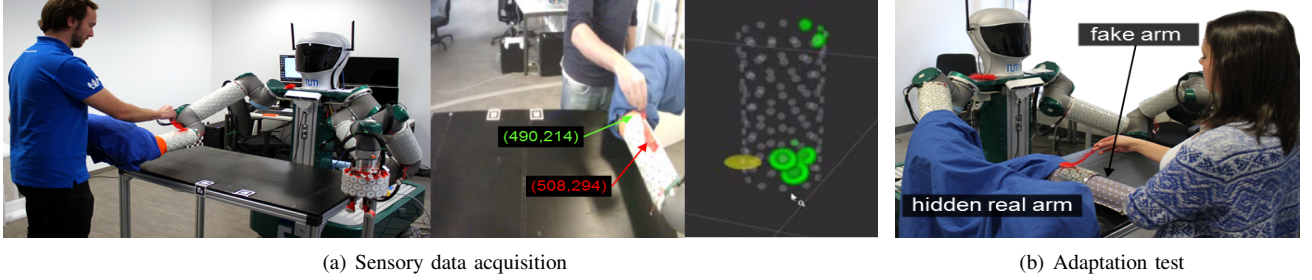 (490,214)
(508,294)
fake arm
hidden real arm
(a) Sensory data acquisition
(b) Adaptation test